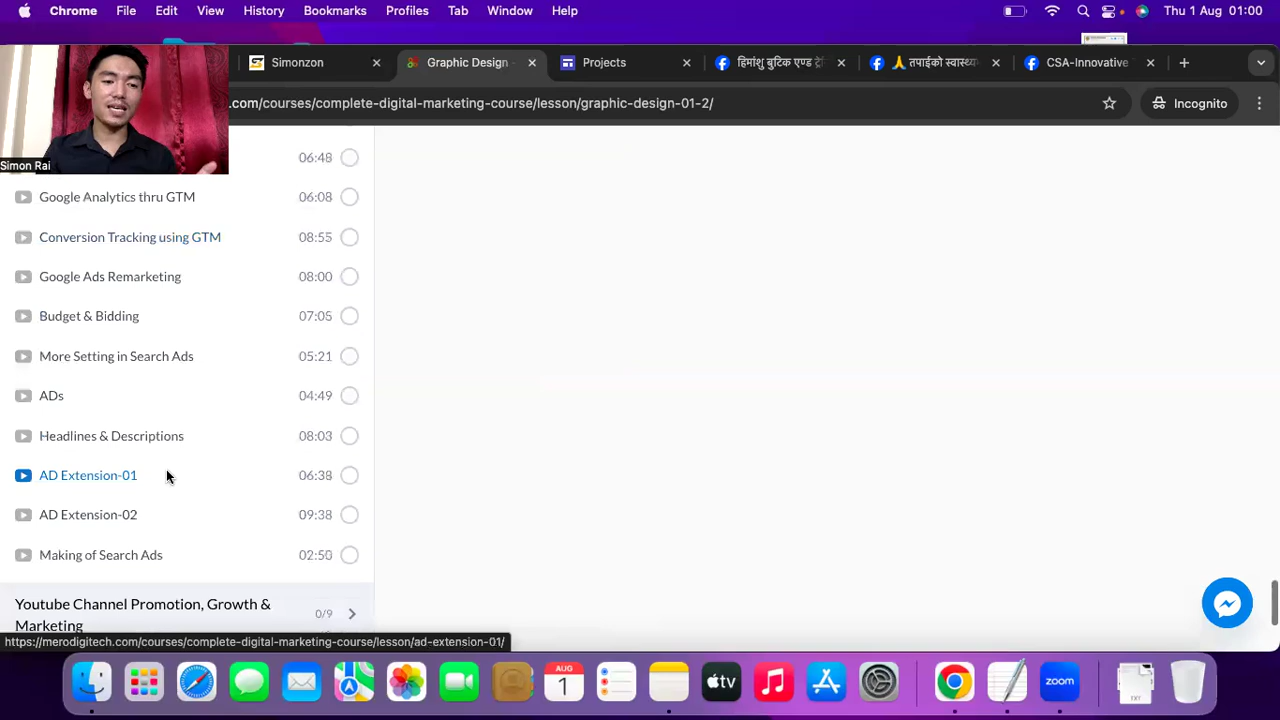 Chrome File Edit View History Bookmarks Profiles Tab Window Help Thu 1 Aug 01:00
Simonzon Graphic Design Projects हिमांशु बुटिक एण्ड ट्रे तपाईको स्वास्थ्य CSA-Innovative
.com/courses/complete-digital-marketing-course/lesson/graphic-design-01-2/ Incognito
Simon Rai
06:48
Google Analytics thru GTM 06:08
Conversion Tracking using GTM 08:55
Google Ads Remarketing 08:00
Budget & Bidding 07:05
More Setting in Search Ads 05:21
ADs 04:49
Headlines & Descriptions 08:03
AD Extension-01 06:38
AD Extension-02 09:38
Making of Search Ads 02:50
Youtube Channel Promotion, Growth & Marketing 0/9
https://merodigitech.com/courses/complete-digital-marketing-course/lesson/ad-extension-01/
AUG
1
tv
zoom
TXT